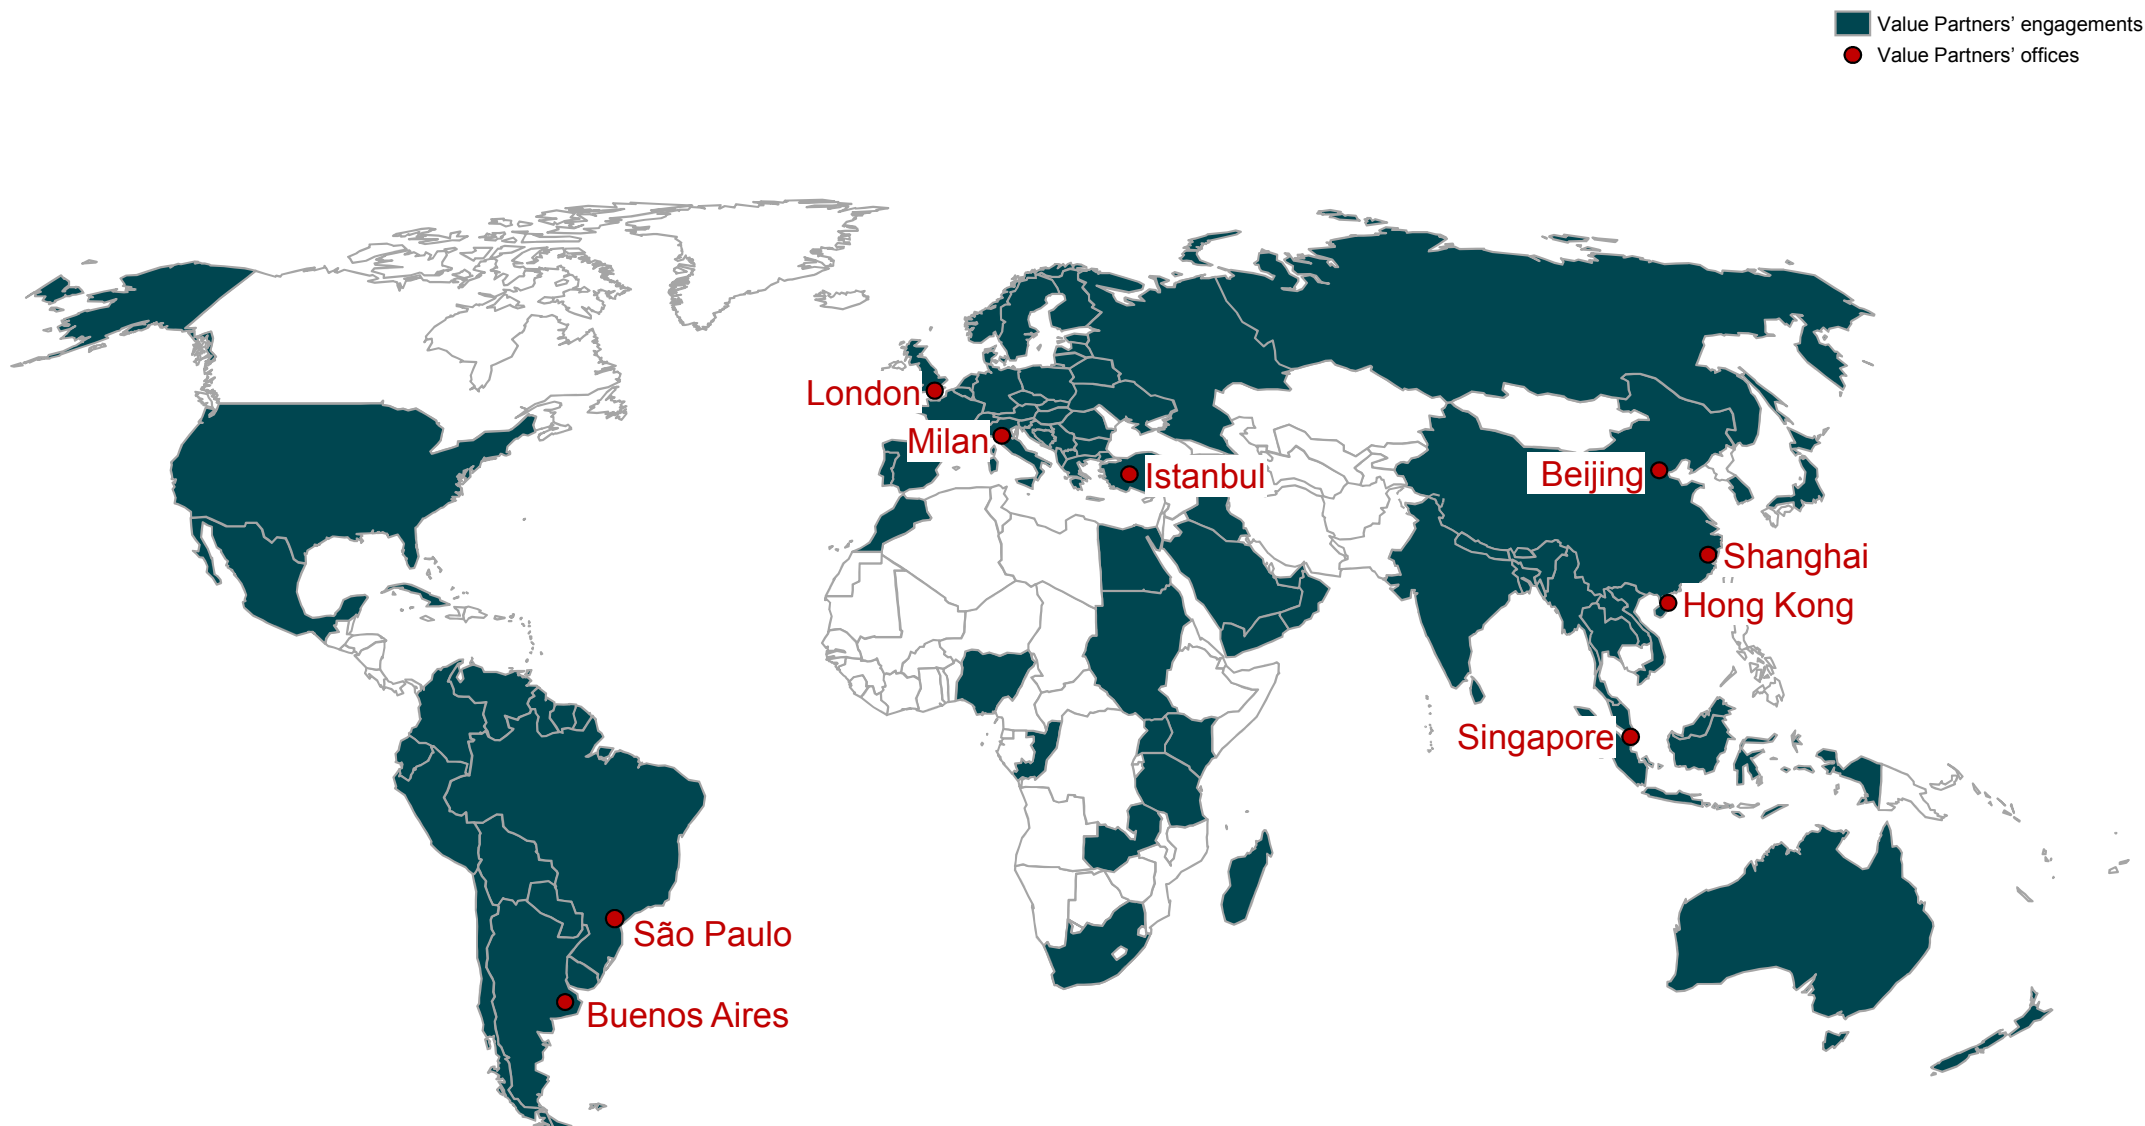 Value Partners’ engagements
Value Partners’ offices
London
Milan
Istanbul
Beijing
Shanghai
Hong Kong
Singapore
São Paulo
Buenos Aires